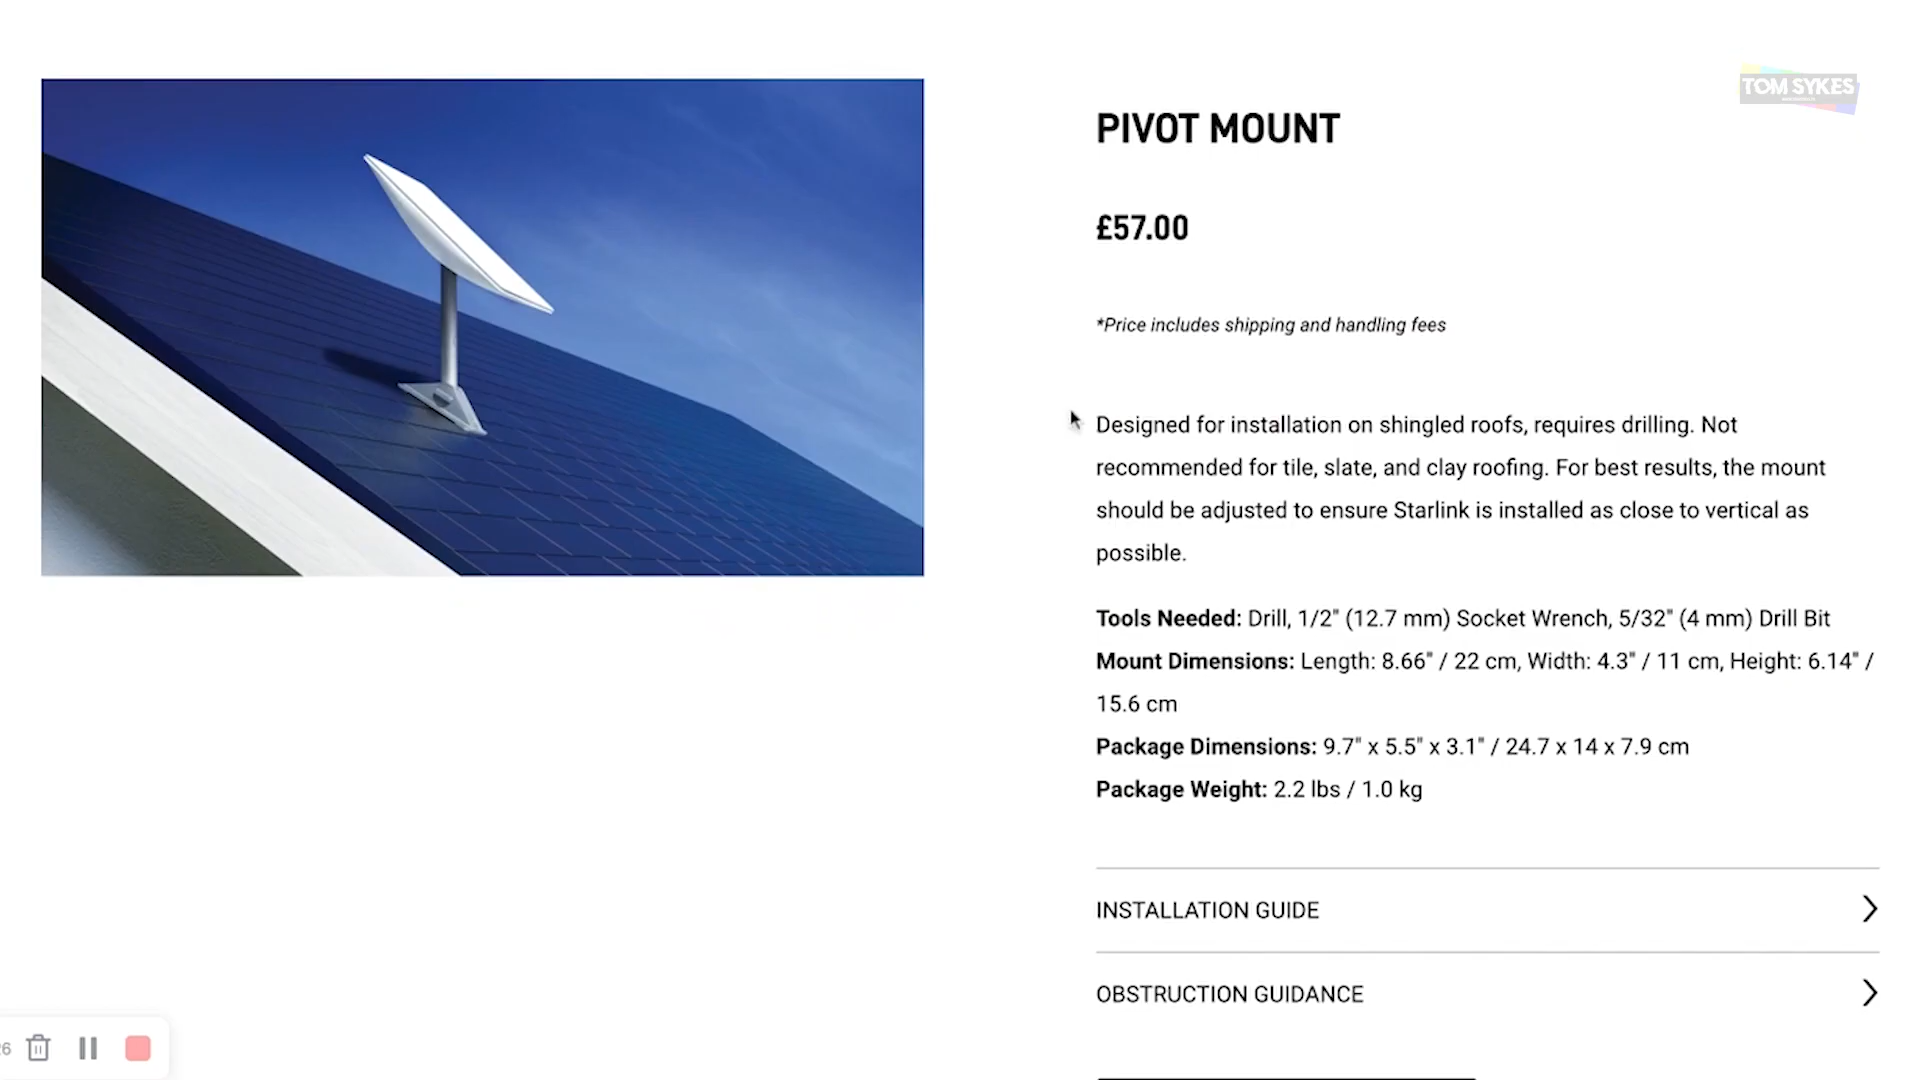 TOM SYKES
PIVOT MOUNT
£57.00
*Price includes shipping and handling fees
Designed for installation on shingled roofs, requires drilling. Not
recommended for tile, slate, and clay roofing. For best results, the mount
should be adjusted to ensure Starlink is installed as close to vertical as
possible.
Tools Needed: Drill, 1/2" (12.7 mm) Socket Wrench, 5/32" (4 mm) Drill Bit
Mount Dimensions: Length: 8.66" / 22 cm, Width: 4.3" / 11 cm, Height: 6.14" /
15.6 cm
Package Dimensions: 9.7" x 5.5" x 3.1" / 24.7 x 14 x 7.9 cm
Package Weight: 2.2 lbs / 1.0 kg
INSTALLATION GUIDE
OBSTRUCTION GUIDANCE